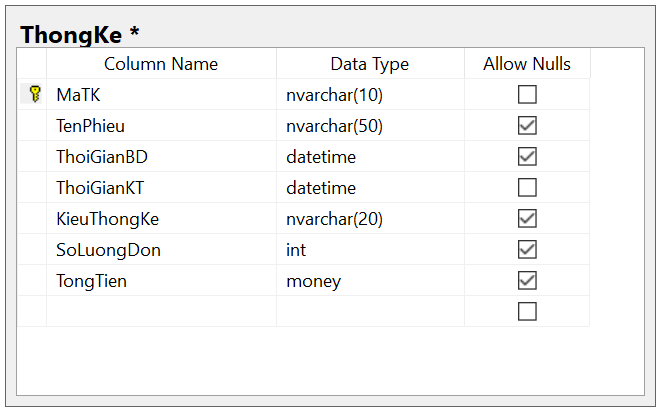 ThongKe *
Column Name Data Type Allow Nulls
MaTK nvarchar(10)
TenPhieu nvarchar(50)
ThoiGianBD datetime
ThoiGianKT datetime
KieuThongKe nvarchar(20)
SoLuongDon int
TongTien money